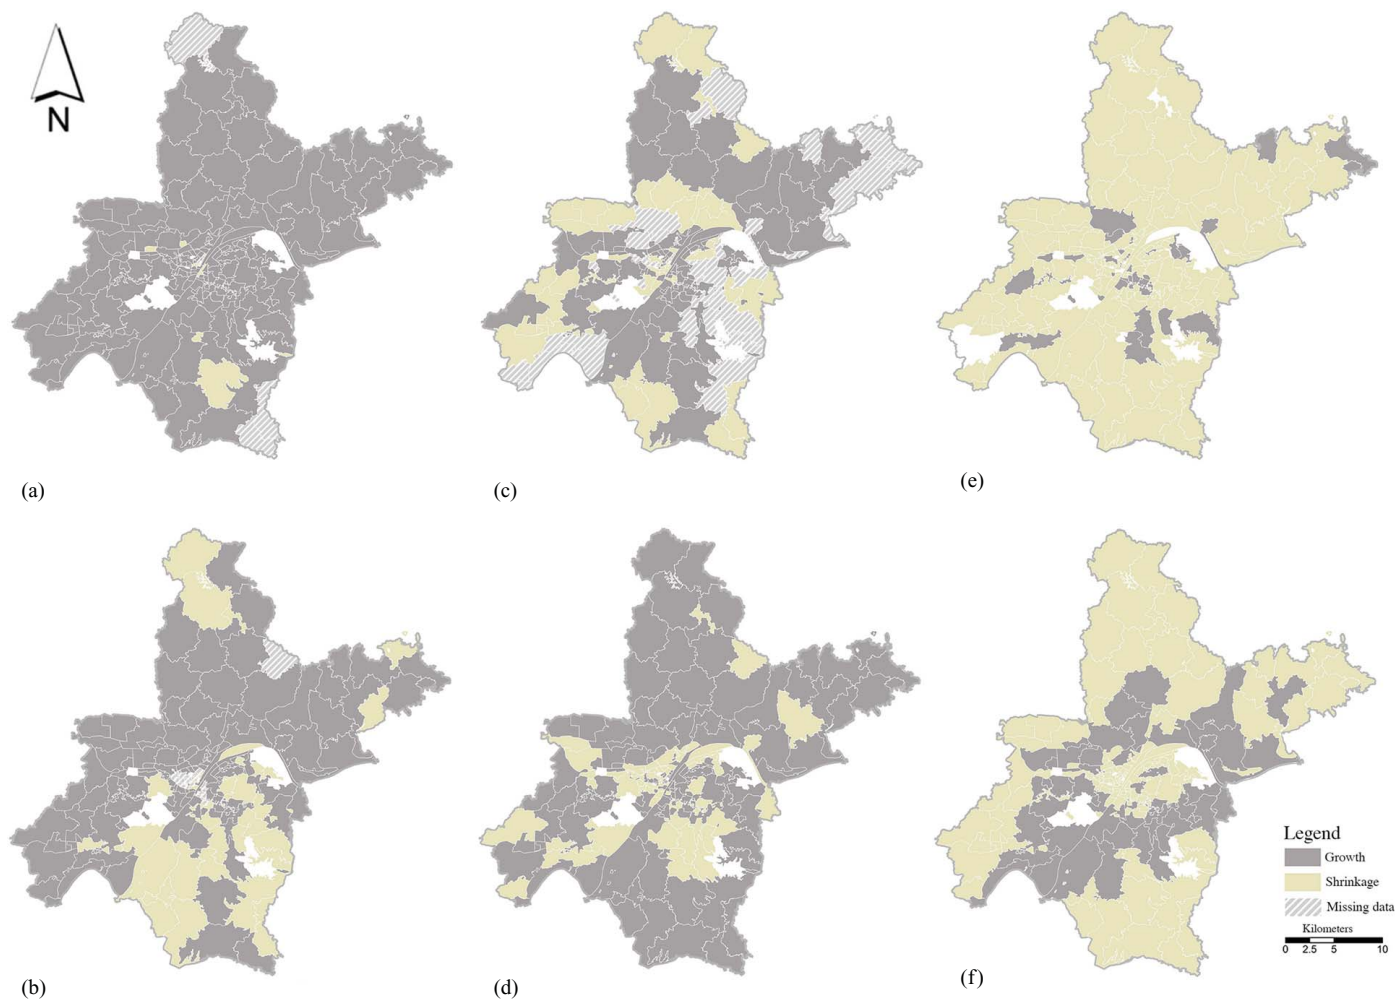 N
(a)
(c)
(e)
(b)
(d)
(f)
Legend
Growth
Shrinkage
Missing data
Kilometers
0 2.5 5 10